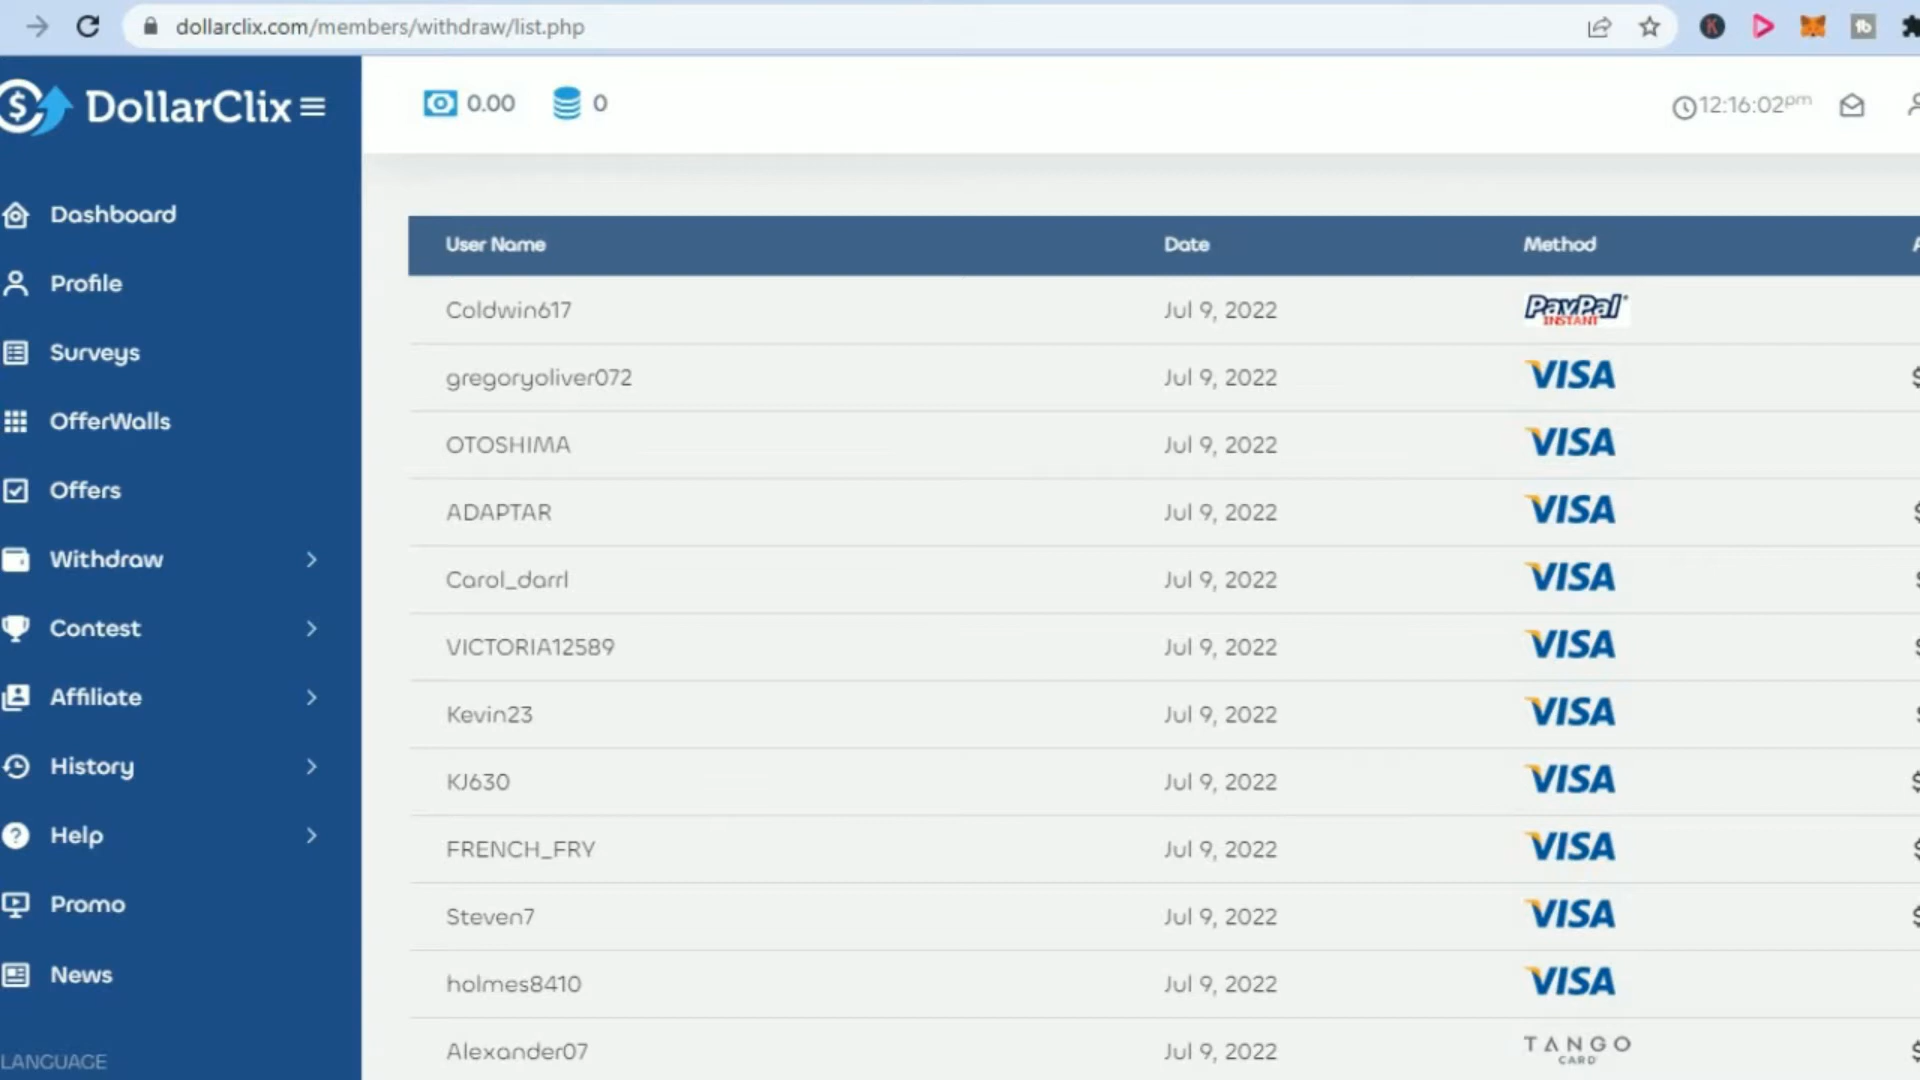 dollarclix.com/members/withdraw/list.php
DollarClix
0.00
0
12:16:02pm
Dashboard
Profile
Surveys
OfferWalls
Offers
Withdraw
Contest
Affiliate
History
Help
Promo
News
LANGUAGE
User Name Date Method
Coldwin617 Jul 9, 2022 PayPal INSTANT
gregoryoliver072 Jul 9, 2022 VISA $
OTOSHIMA Jul 9, 2022 VISA
ADAPTAR Jul 9, 2022 VISA $
Carol_darrl Jul 9, 2022 VISA $
VICTORIA12589 Jul 9, 2022 VISA $
Kevin23 Jul 9, 2022 VISA $
KJ630 Jul 9, 2022 VISA $
FRENCH_FRY Jul 9, 2022 VISA $
Steven7 Jul 9, 2022 VISA $
holmes8410 Jul 9, 2022 VISA
Alexander07 Jul 9, 2022 TANGO CARD $